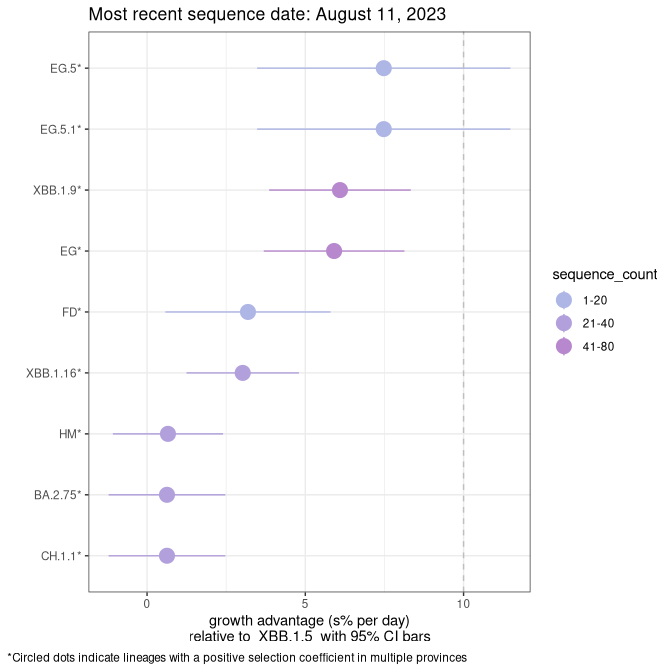 Most recent sequence date: August 11, 2023
EG.5*
EG.5.1*
XBB.1.9*
EG*
FD*
XBB.1.16*
HM*
BA.2.75*
CH.1.1*
sequence_count
1-20
21-40
41-80
0 5 10
growth advantage (s% per day)
relative to XBB.1.5 with 95% CI bars
*Circled dots indicate lineages with a positive selection coefficient in multiple provinces